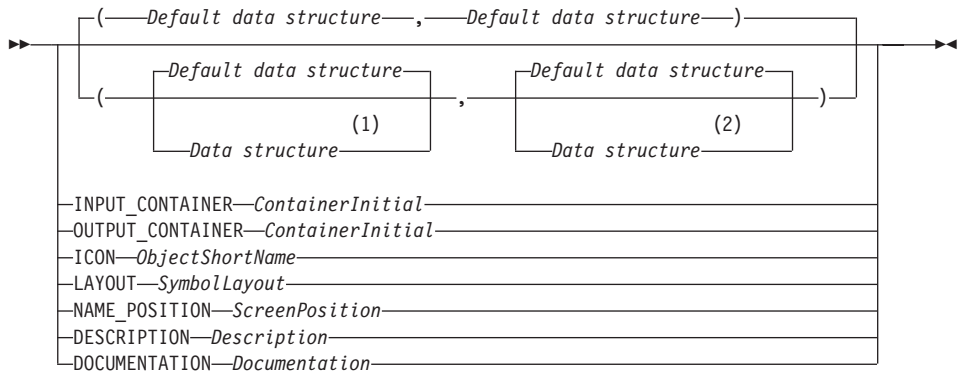 ( Default data structure , Default data structure )
Default data structure Default data structure
( , )
(1) (2)
Data structure Data structure
INPUT_CONTAINER ContainerInitial
OUTPUT_CONTAINER ContainerInitial
ICON ObjectShortName
LAYOUT SymbolLayout
NAME_POSITION ScreenPosition
DESCRIPTION Description
DOCUMENTATION Documentation